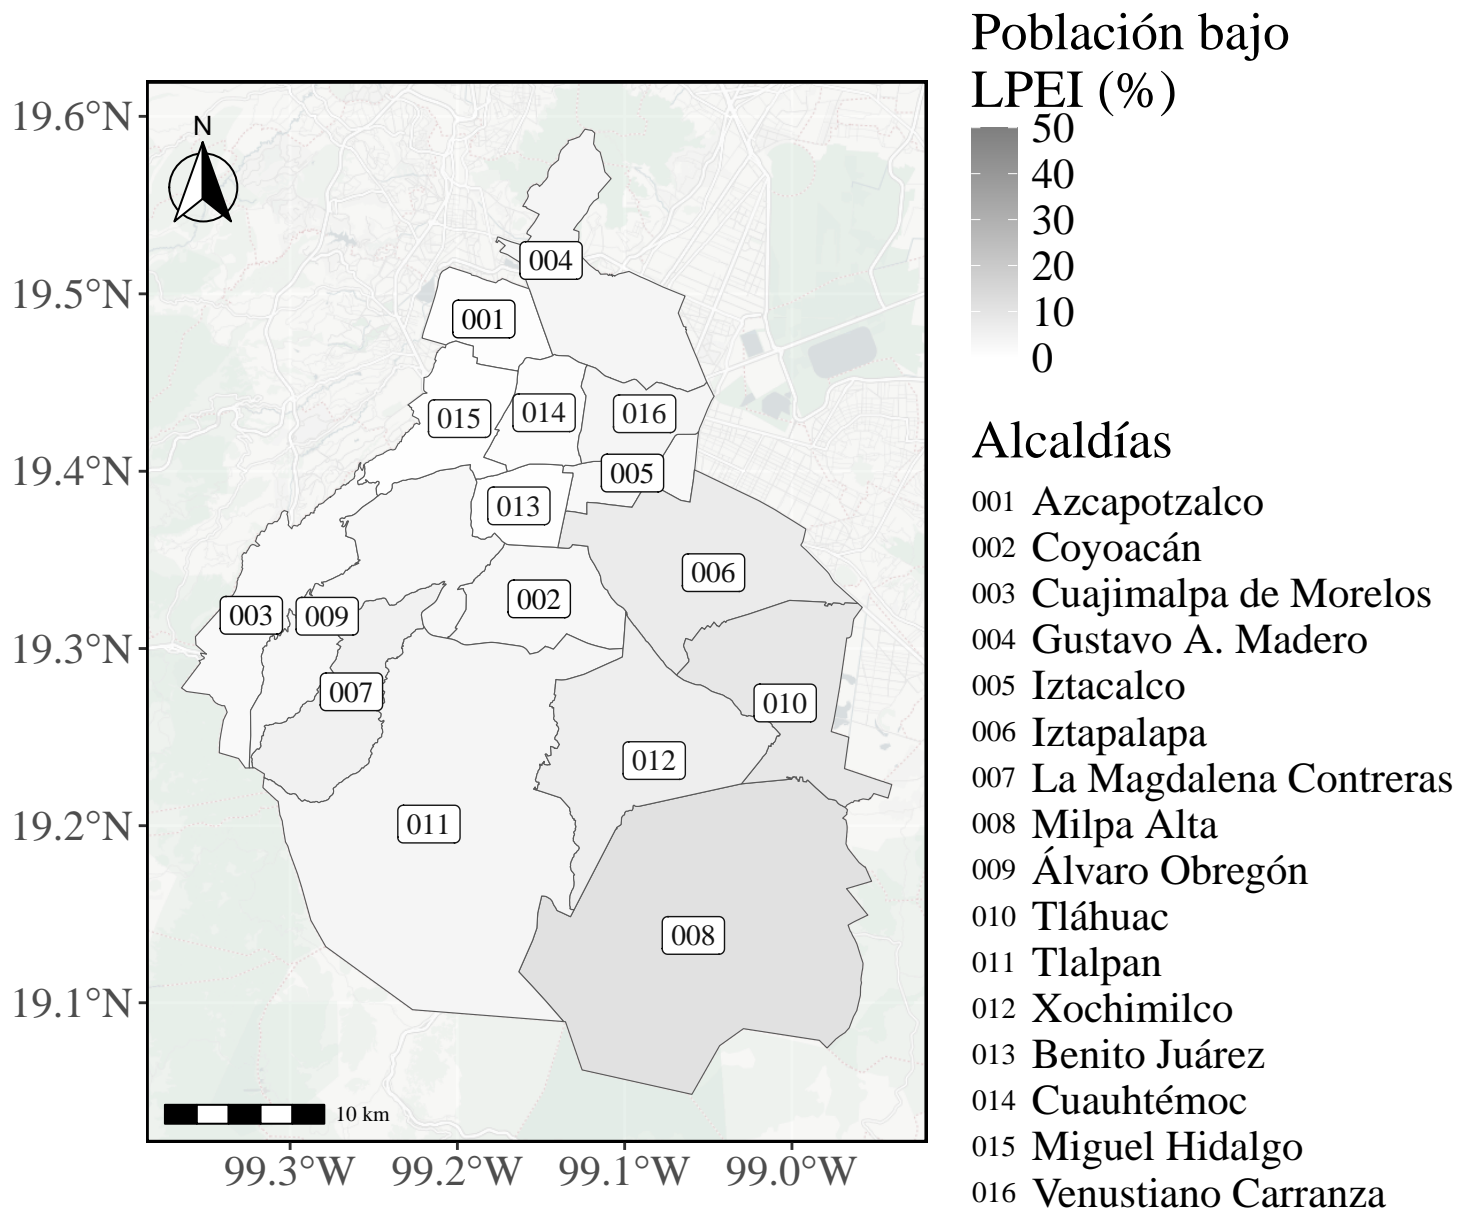 Población bajo
LPEI (%)
50
40
30
20
10
0
Alcaldías
001 Azcapotzalco
002 Coyoacán
003 Cuajimalpa de Morelos
004 Gustavo A. Madero
005 Iztacalco
006 Iztapalapa
007 La Magdalena Contreras
008 Milpa Alta
009 Álvaro Obregón
010 Tláhuac
011 Tlalpan
012 Xochimilco
013 Benito Juárez
014 Cuauhtémoc
015 Miguel Hidalgo
016 Venustiano Carranza
19.6°N
19.5°N
19.4°N
19.3°N
19.2°N
19.1°N
N
004
001
015 014 016
005
013
006
002
003 009
007
010
012
011
008
10 km
99.3°W 99.2°W 99.1°W 99.0°W